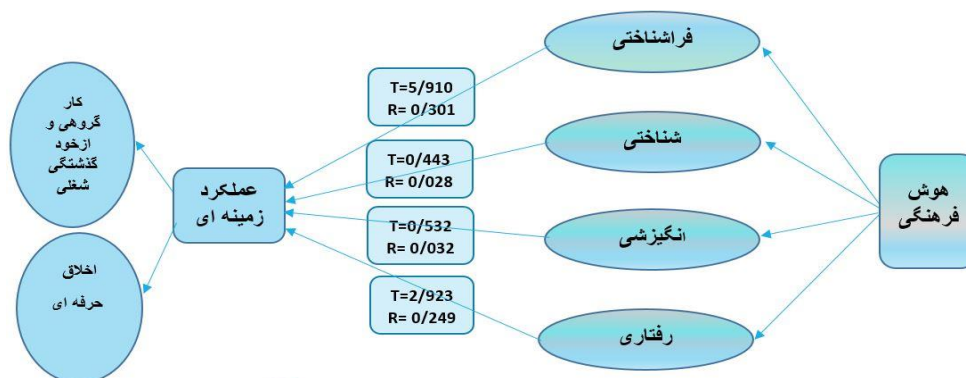 هوش
فرهنگی
فراشناختی
شناختی
انگیزشی
رفتاری
T=5/910
R= 0/301
T=0/443
R= 0/028
T=0/532
R= 0/032
T=2/923
R= 0/249
عملکرد
زمینه ای
کار
گروهی و
ازخود
گذشتگی
شغلی
اخلاق
حرفه ای